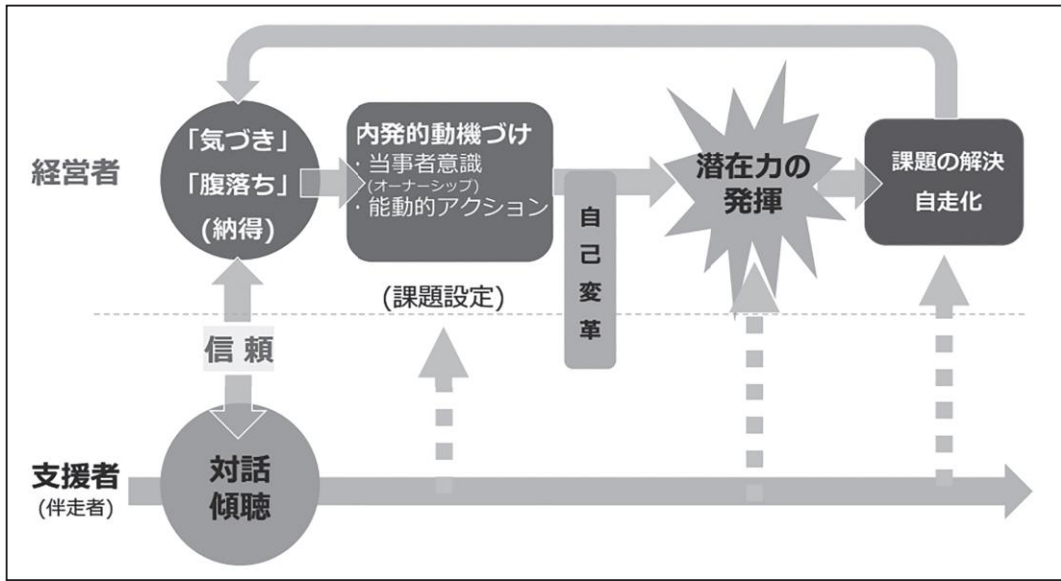 経営者
「気づき」
「腹落ち」
(納得)
内発的動機づけ
・当事者意識
(オーナーシップ)
・能動的アクション
(課題設定)
自己変革
潜在力の
発揮
課題の解決
自走化
信頼
支援者
(伴走者)
対話
傾聴